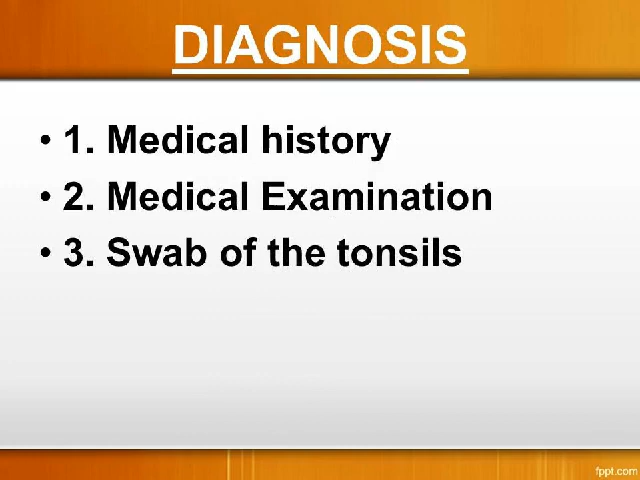 DIAGNOSIS
• 1. Medical history
• 2. Medical Examination
• 3. Swab of the tonsils
fppt.com